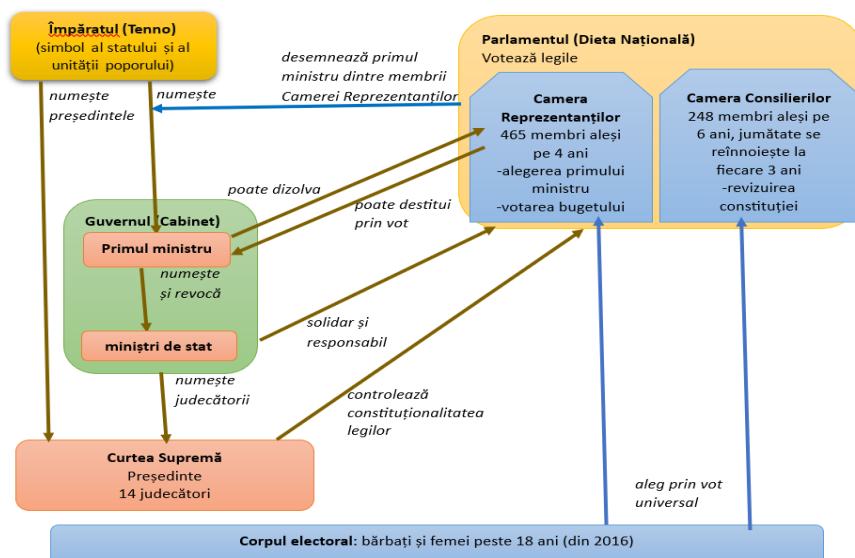 Împăratul (Tenno)
(simbol al statului și al
unității poporului)
numește
președintele
numește
desemnează primul
ministru dintre membrii
Camerei Reprezentanților
Parlamentul (Dieta Națională)
Votează legile
Camera
Reprezentanților
465 membri aleși
pe 4 ani
-alegerea primului
ministru
-votarea bugetului
Camera Consilierilor
248 membri aleși pe
6 ani, jumătate se
reînnoiește la
fiecare 3 ani
-revizuirea
constituției
poate dizolva
poate destitui
prin vot
Guvernul (Cabinet)
Primul ministru
numește
și revocă
miniștri de stat
solidar și
responsabil
numește
judecătorii
controlează
constituționalitatea
legilor
Curtea Supremă
Președinte
14 judecători
aleg prin vot
universal
Corpul electoral: bărbați și femei peste 18 ani (din 2016)